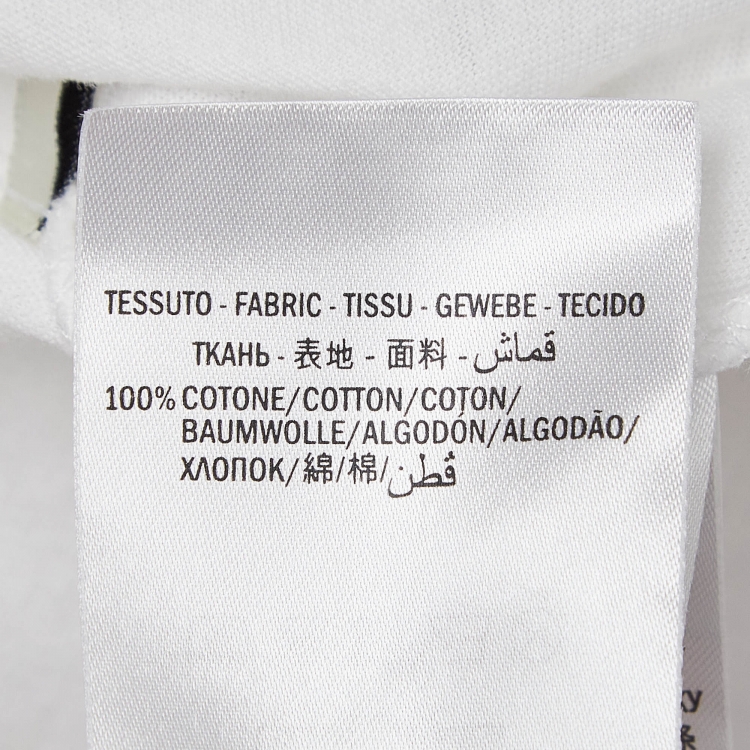 TESSUTO - FABRIC - TISSU - GEWEBE - TECIDO
ТКАНЬ - 表地 - 面料 - قماش
100% COTONE/COTTON/COTON/
BAUMWOLLE/ALGODÓN/ALGODÃO/
ХЛОПОК/綿/棉/قطن